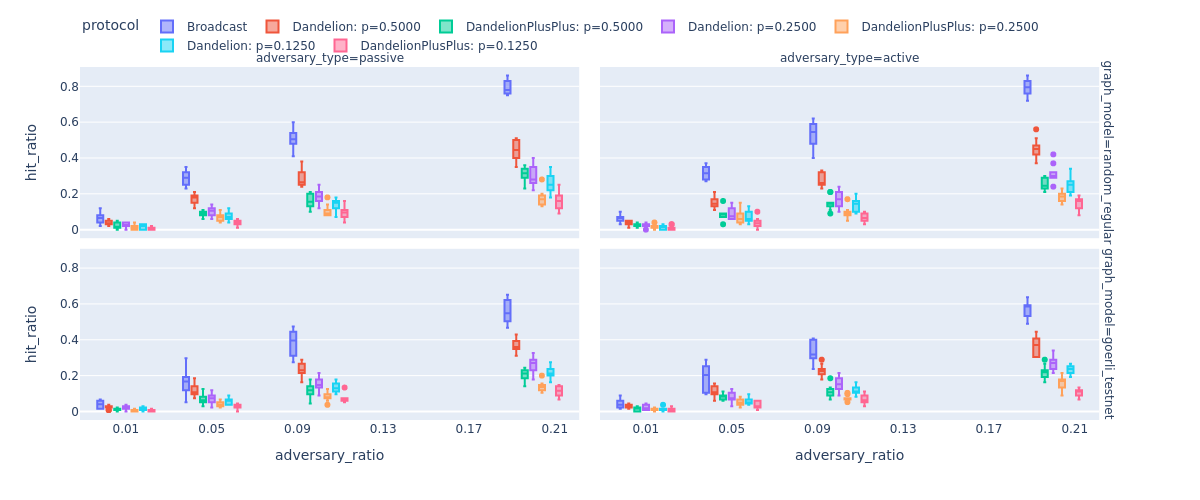 protocol
Broadcast
Dandelion: p=0.5000
DandelionPlusPlus: p=0.5000
Dandelion: p=0.2500
DandelionPlusPlus: p=0.2500
Dandelion: p=0.1250
DandelionPlusPlus: p=0.1250
adversary_type=passive
adversary_type=active
0.8
0.6
0.4
0.2
0
hit_ratio
graph_model=random_regular
0.8
0.6
0.4
0.2
0
hit_ratio
graph_model=goerli_testnet
0.01
0.05
0.09
0.13
0.17
0.21
0.01
0.05
0.09
0.13
0.17
0.21
adversary_ratio
adversary_ratio